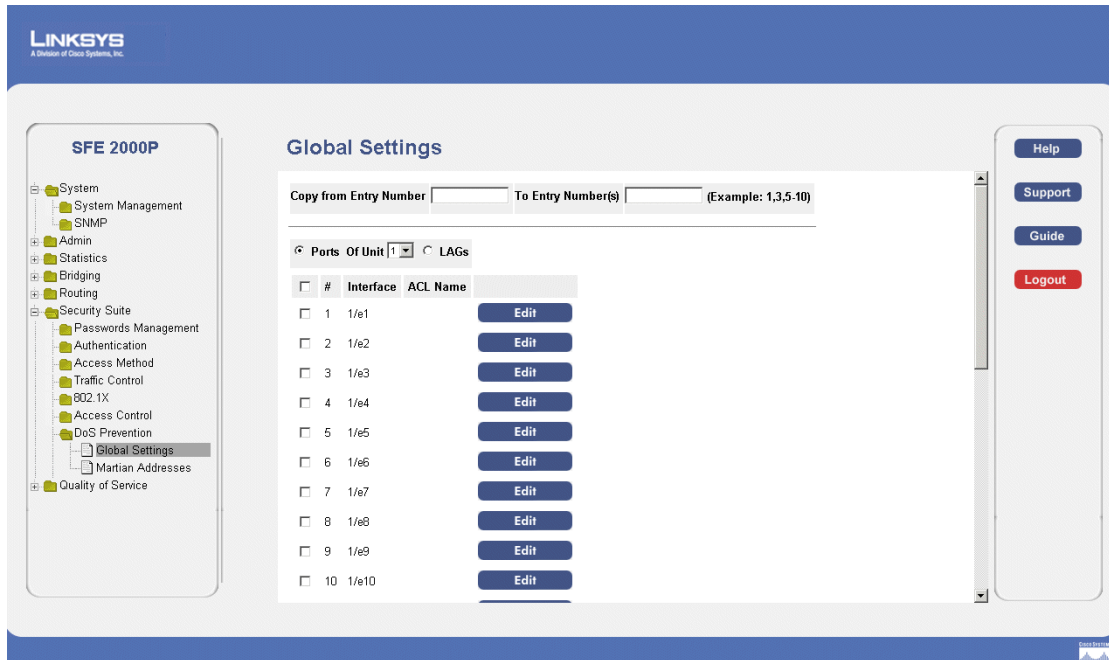 LINKSYS
A Division of Cisco Systems, Inc.
SFE 2000P
System
System Management
SNMP
Admin
Statistics
Bridging
Routing
Security Suite
Passwords Management
Authentication
Access Method
Traffic Control
802.1X
Access Control
DoS Prevention
Global Settings
Martian Addresses
Quality of Service
Global Settings
Copy from Entry Number To Entry Number(s) (Example: 1,3,5-10)
Ports Of Unit 1 LAGs
# Interface ACL Name
1 1/e1 Edit
2 1/e2 Edit
3 1/e3 Edit
4 1/e4 Edit
5 1/e5 Edit
6 1/e6 Edit
7 1/e7 Edit
8 1/e8 Edit
9 1/e9 Edit
10 1/e10 Edit
Help
Support
Guide
Logout
Cisco Systems